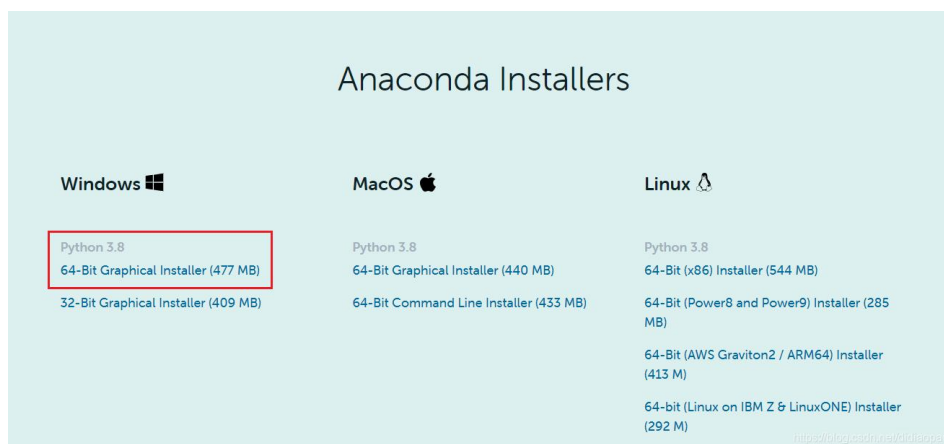 Anaconda Installers
Windows
MacOS
Linux
Python 3.8
64-Bit Graphical Installer (477 MB)
32-Bit Graphical Installer (409 MB)
Python 3.8
64-Bit Graphical Installer (440 MB)
64-Bit Command Line Installer (433 MB)
Python 3.8
64-Bit (x86) Installer (544 MB)
64-Bit (Power8 and Power9) Installer (285
MB)
64-Bit (AWS Graviton2 / ARM64) Installer
(413 M)
64-bit (Linux on IBM Z & LinuxONE) Installer
(292 M)